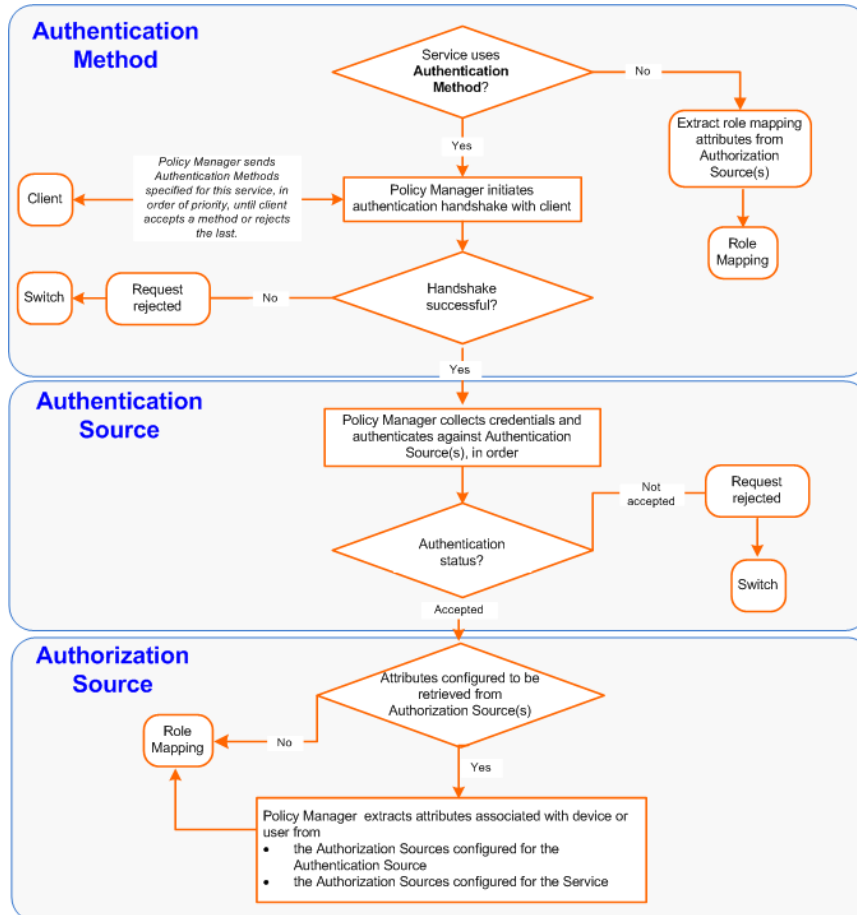 Authentication
Method
Service uses
Authentication
Method?
No
Extract role mapping
attributes from
Authorization
Source(s)
Role
Mapping
Yes
Policy Manager sends
Authentication Methods
specified for this service, in
order of priority, until client
accepts a method or rejects
the last.
Client
Policy Manager initiates
authentication handshake with client
Handshake
successful?
No
Request
rejected
Switch
Yes
Authentication
Source
Policy Manager collects credentials and
authenticates against Authentication
Source(s), in order
Authentication
status?
Not
accepted
Request
rejected
Switch
Accepted
Authorization
Source
Attributes configured to be
retrieved from
Authorization Source(s)
No
Role
Mapping
Yes
Policy Manager extracts attributes associated with device or
user from
• the Authorization Sources configured for the
Authentication Source
• the Authorization Sources configured for the Service